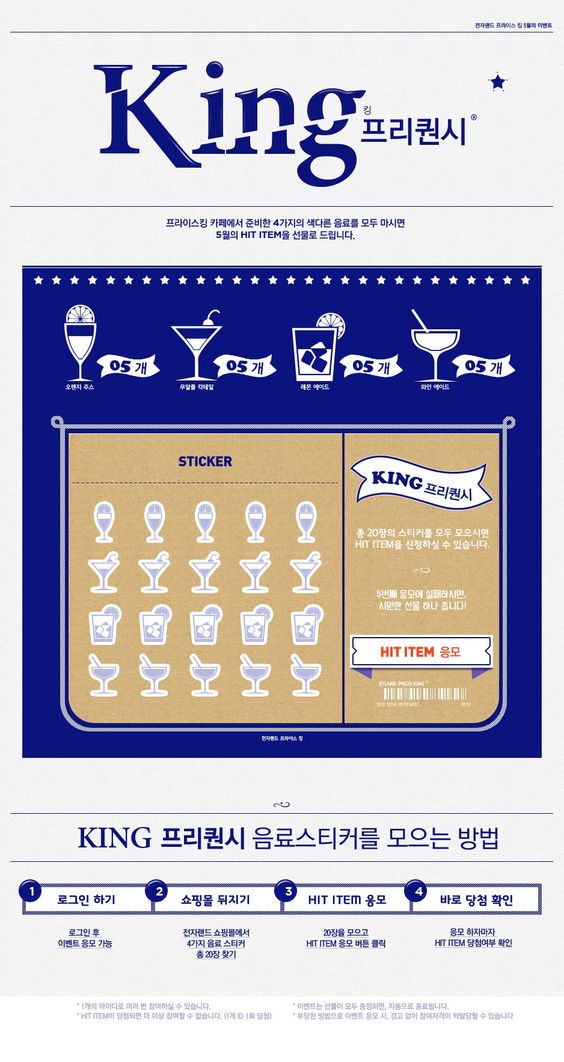 전자랜드 프라이스 킹 5월의 이벤트
King
킹
프리퀀시®
프라이스킹 카페에서 준비한 4가지의 색다른 음료를 모두 마시면
5월의 HIT ITEM을 선물로 드립니다.
05 개
05 개
05 개
05 개
오렌지 주스
무알콜 칵테일
레몬 에이드
와인 에이드
STICKER
KING 프리퀀시
총 20장의 스티커를 모두 모으시면
HIT ITEM을 신청하실 수 있습니다.
5번째 응모에 실패하시면,
시원한 선물 하나 쏩니다!
HIT ITEM 응모
ETLAND PRICE KING
전자랜드 프라이스 킹
KING 프리퀀시 음료스티커를 모으는 방법
1 로그인 하기
2 쇼핑몰 뒤지기
3 HIT ITEM 응모
4 바로 당첨 확인
로그인 후
이벤트 응모 가능
전자랜드 쇼핑몰에서
4가지 음료 스티커
총 20장 찾기
20장을 모으고
HIT ITEM 응모 버튼 클릭
응모 하자마자
HIT ITEM 당첨여부 확인
* 1개의 아이디로 여러 번 참여하실 수 있습니다.
* HIT ITEM이 당첨되면 더 이상 참여할 수 없습니다. (1개 ID 1회 당첨)
* 이벤트는 선물이 모두 증정되면, 자동으로 종료됩니다.
* 부당한 방법으로 이벤트 응모 시, 경고 없이 참여자격이 박탈당할 수 있습니다